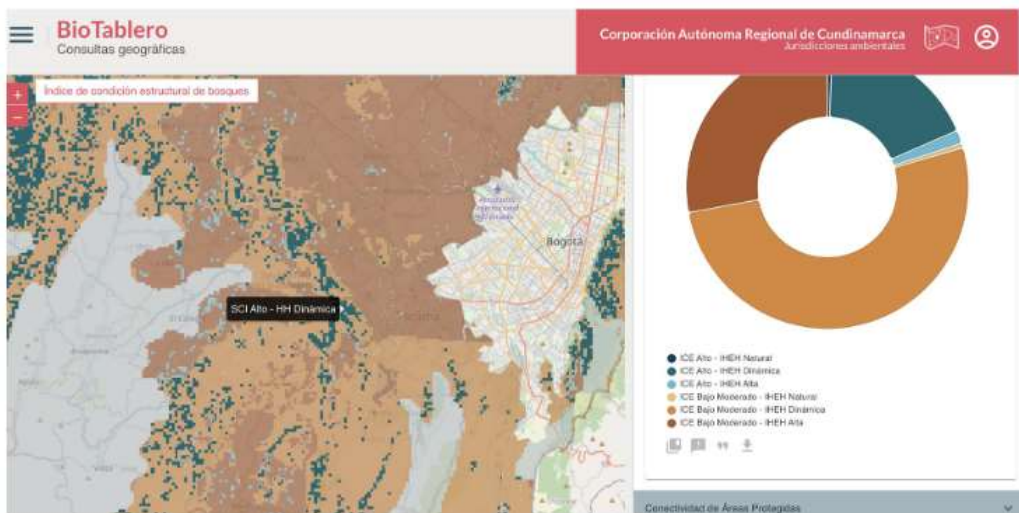 BioTablero
Consultas geográficas
Corporación Autónoma Regional de Cundinamarca
Jurisdicciones ambientales
+
Índice de condición estructural de bosques
−
Bogotá
SCI Alto - HH Dinámica
ICE Alto - IHEH Natural
ICE Alto - IHEH Dinámica
ICE Alto - IHEH Alta
ICE Bajo Moderado - IHEH Natural
ICE Bajo Moderado - IHEH Dinámica
ICE Bajo Moderado - IHEH Alta
Conectividad de Áreas Protegidas